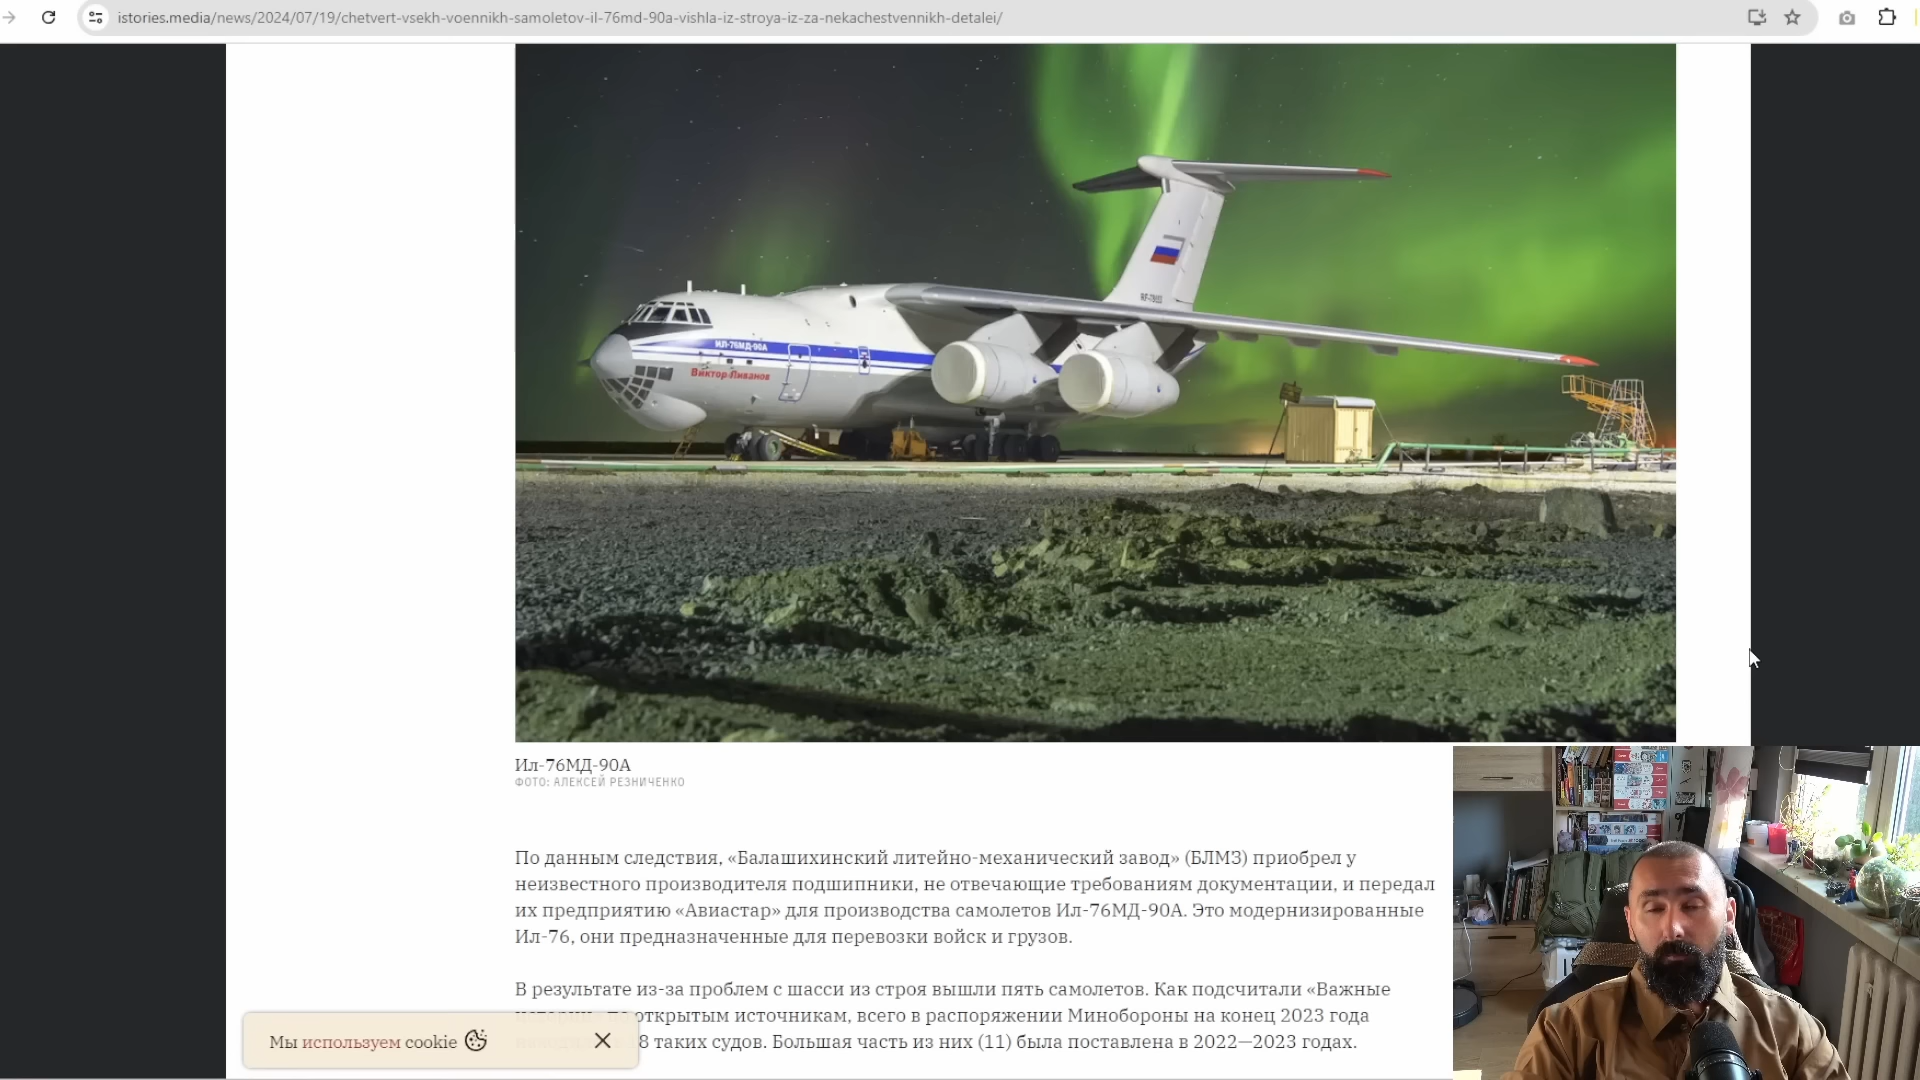 istories.media/news/2024/07/19/chetvert-vsekh-voennikh-samoletov-il-76md-90a-vishla-iz-stroya-iz-za-nekachestvennikh-detalei/
ИЛ-76МД-90А
Виктор Ливанов
Ил-76МД-90А
ФОТО: АЛЕКСЕЙ РЕЗНИЧЕНКО
По данным следствия, «Балашихинский литейно-механический завод» (БЛМЗ) приобрел у
неизвестного производителя подшипники, не отвечающие требованиям документации, и передал
их предприятию «Авиастар» для производства самолетов Ил-76МД-90А. Это модернизированные
Ил-76, они предназначенные для перевозки войск и грузов.
В результате из-за проблем с шасси из строя вышли пять самолетов. Как подсчитали «Важные
открытым источникам, всего в распоряжении Минобороны на конец 2023 года
8 таких судов. Большая часть из них (11) была поставлена в 2022—2023 годах.
Мы используем cookie